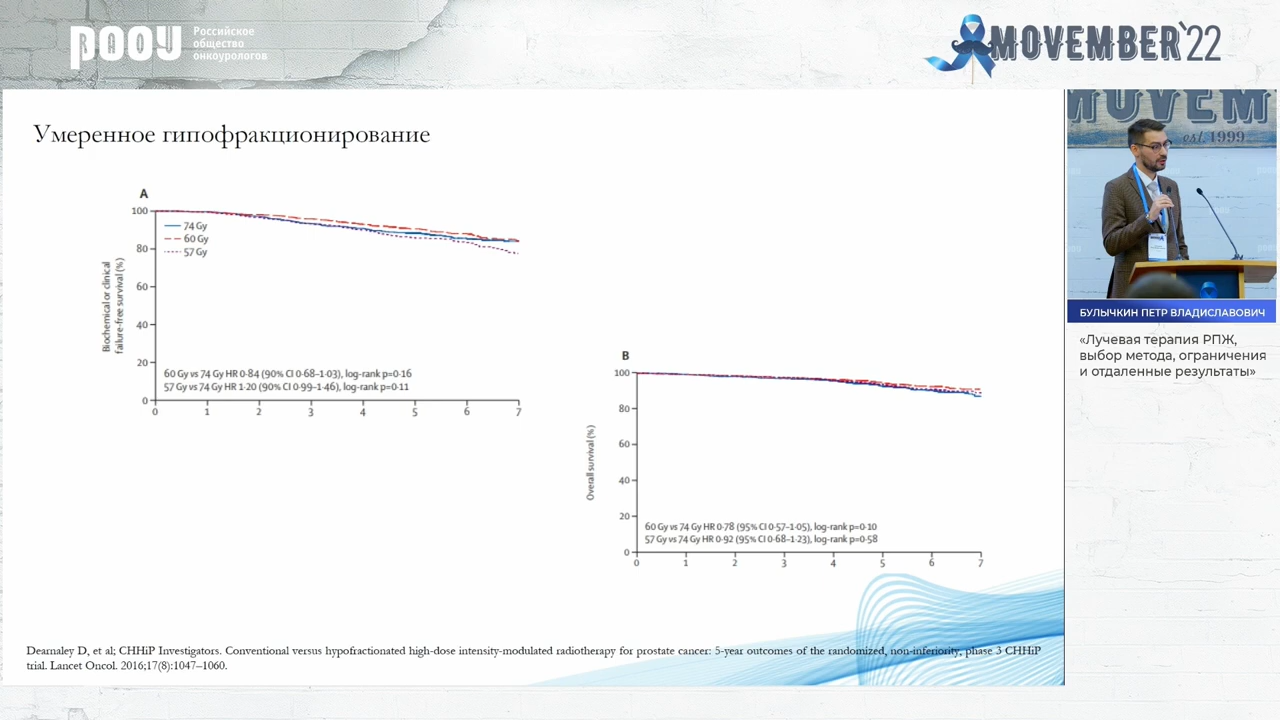 РООУ
Российское
общество
онкоурологов
MOVEMBER'22
Умеренное гипофракционирование
A
100
80
60
40
20
0
Biochemical or clinical
failure-free survival (%)
74 Gy
60 Gy
57 Gy
60 Gy vs 74 Gy HR 0·84 (90% CI 0·68–1·03), log-rank p=0·16
57 Gy vs 74 Gy HR 1·20 (90% CI 0·99–1·46), log-rank p=0·11
0 1 2 3 4 5 6 7
B
100
80
60
40
20
0
Overall survival (%)
60 Gy vs 74 Gy HR 0·78 (95% CI 0·57–1·05), log-rank p=0·10
57 Gy vs 74 Gy HR 0·92 (95% CI 0·68–1·23), log-rank p=0·58
0 1 2 3 4 5 6 7
Dearnaley D, et al; CHHiP Investigators. Conventional versus hypofractionated high-dose intensity-modulated radiotherapy for prostate cancer: 5-year outcomes of the randomized, non-inferiority, phase 3 CHHiP
trial. Lancet Oncol. 2016;17(8):1047–1060.
MOVEM
est. 1999
БУЛЫЧКИН ПЕТР ВЛАДИСЛАВОВИЧ
«Лучевая терапия РПЖ,
выбор метода, ограничения
и отдаленные результаты»